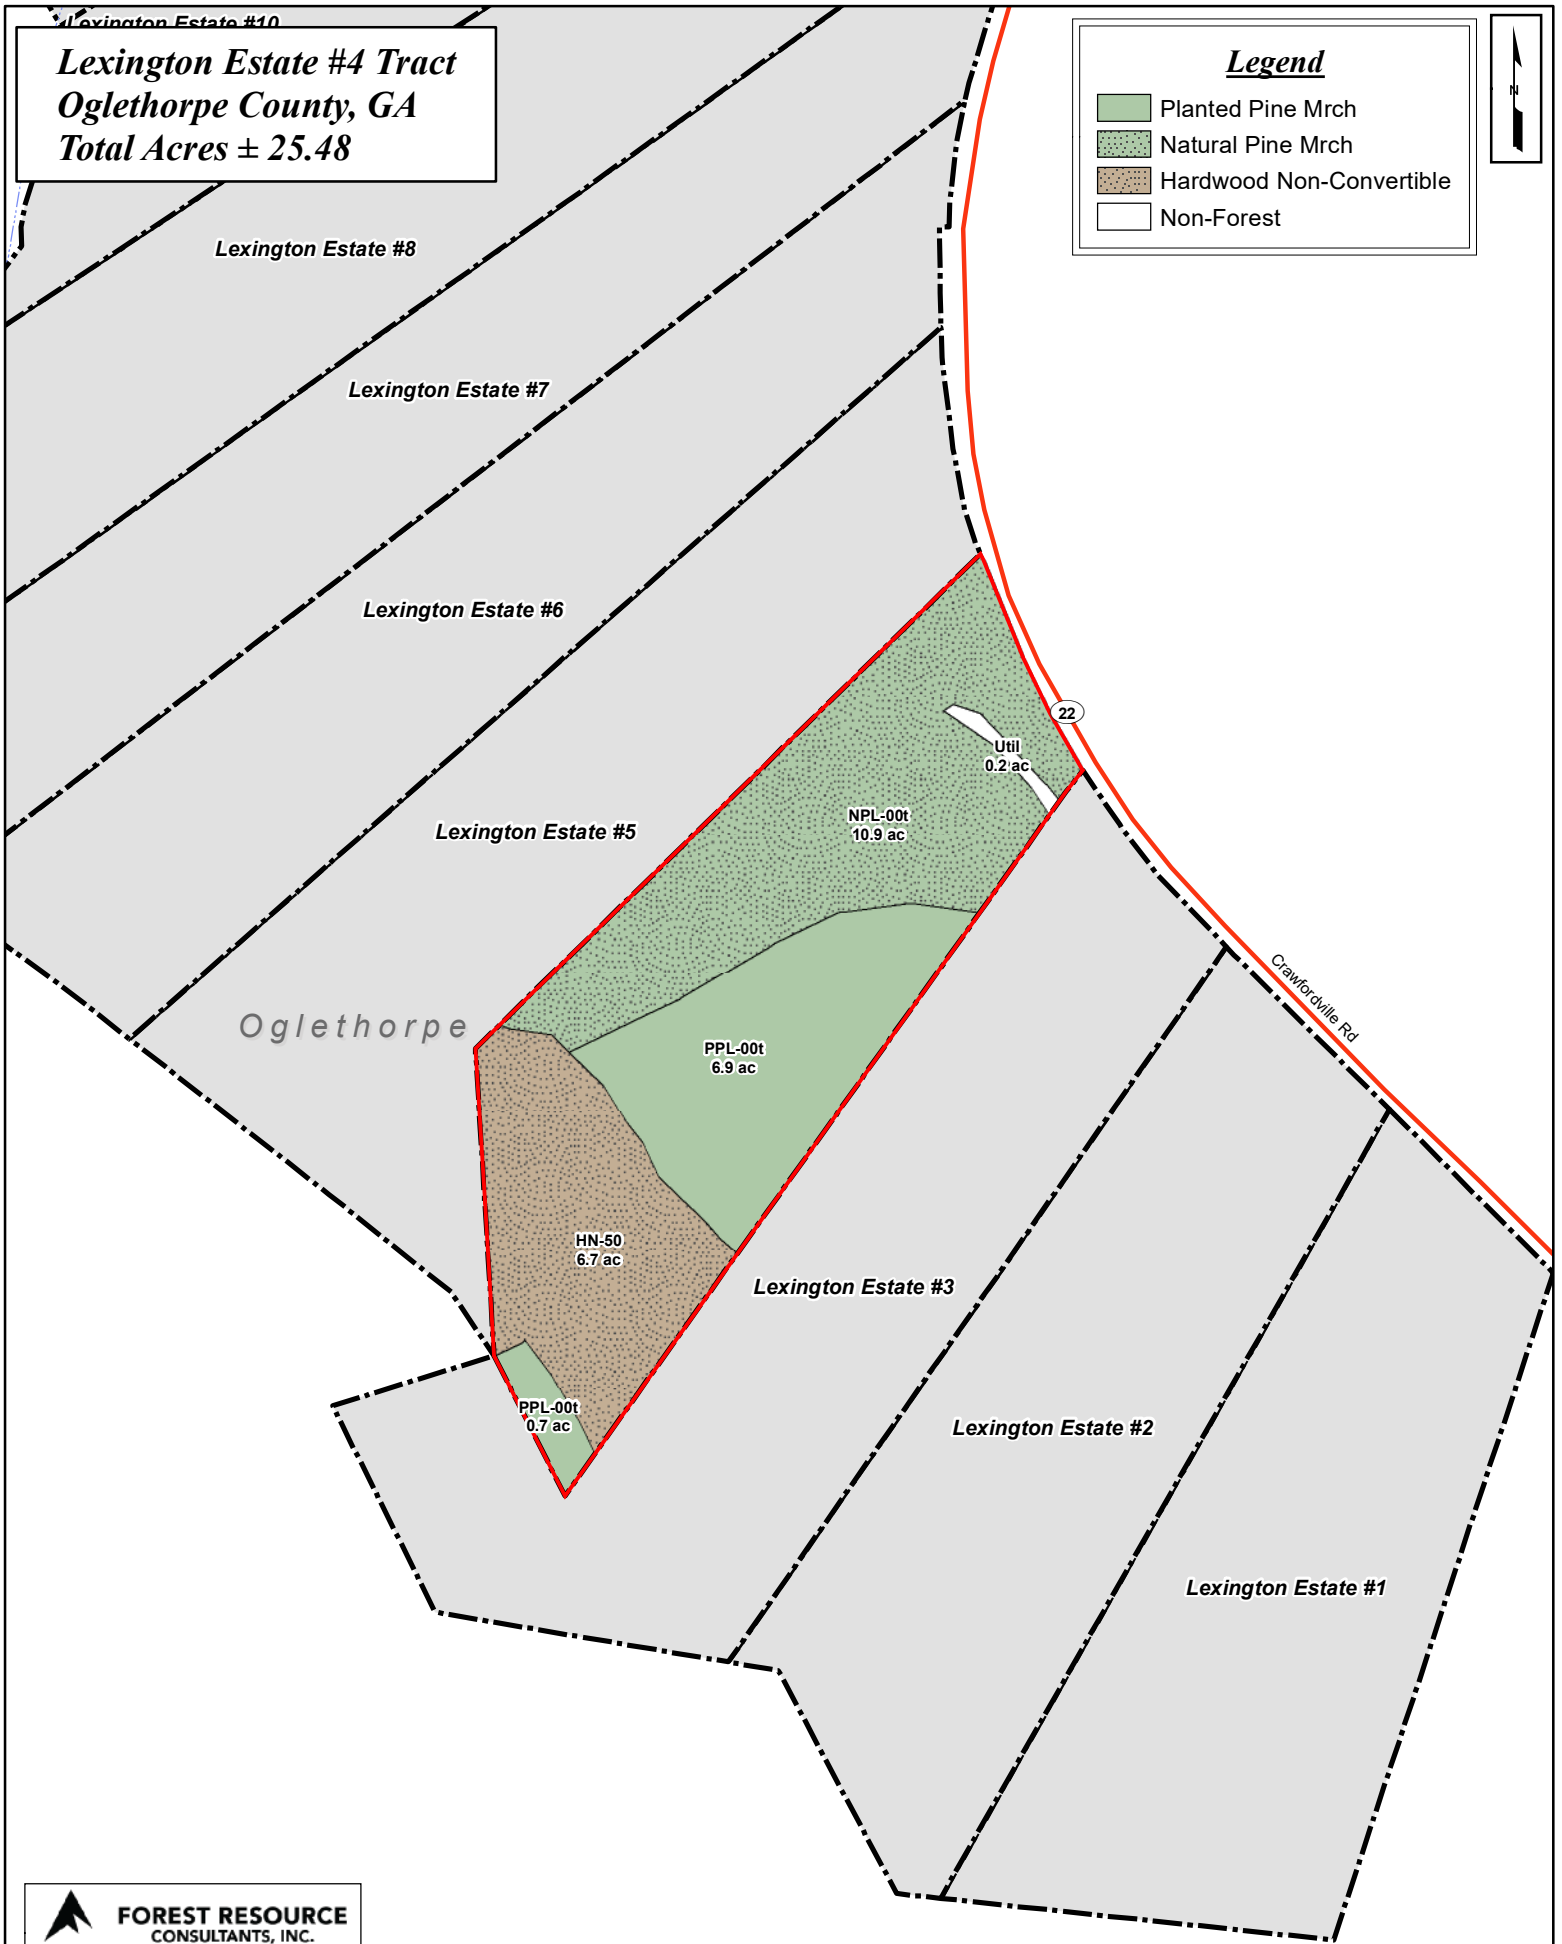 Lexington Estate #10
Lexington Estate #4 Tract
Oglethorpe County, GA
Total Acres ± 25.48
Legend
Planted Pine Mrch
Natural Pine Mrch
Hardwood Non-Convertible
Non-Forest
N
Lexington Estate #8
Lexington Estate #7
Lexington Estate #6
22
Util
0.2 ac
NPL-00t
10.9 ac
Lexington Estate #5
Crawfordville Rd
Oglethorpe
PPL-00t
6.9 ac
HN-50
6.7 ac
Lexington Estate #3
PPL-00t
0.7 ac
Lexington Estate #2
Lexington Estate #1
FOREST RESOURCE
CONSULTANTS, INC.